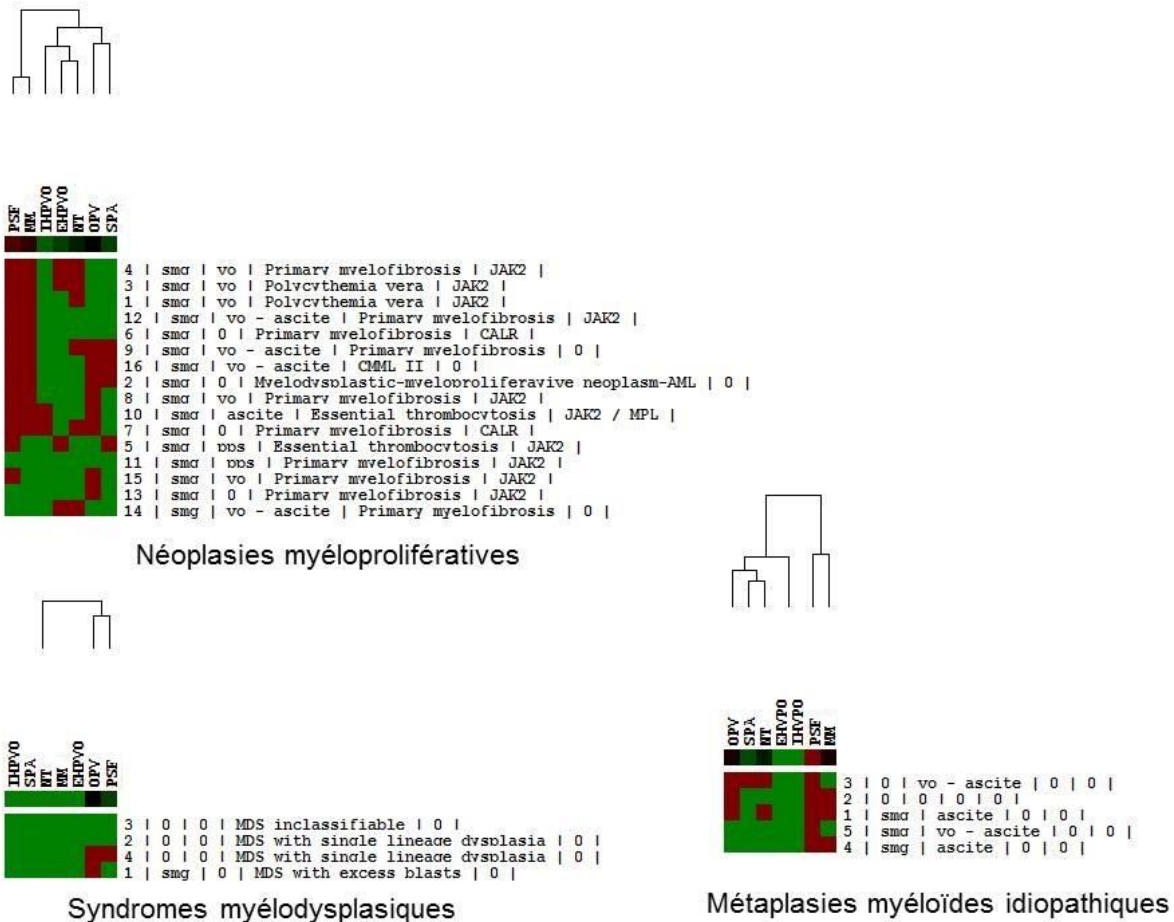 PSF MM IHPVO EHPVO NT OPV SPA
4 | smg | vo | Primary myelofibrosis | JAK2 |
3 | smg | vo | Polycythemia vera | JAK2 |
1 | smg | vo | Polycythemia vera | JAK2 |
12 | smg | vo - ascite | Primary myelofibrosis | JAK2 |
6 | smg | 0 | Primary myelofibrosis | CALR |
9 | smg | vo - ascite | Primary myelofibrosis | 0 |
16 | smg | vo - ascite | CMML II | 0 |
2 | smg | 0 | Myelodysplastic-myeloproliferavive neoplasm-AML | 0 |
8 | smg | vo | Primary myelofibrosis | JAK2 |
10 | smg | ascite | Essential thrombocytosis | JAK2 / MPL |
7 | smg | 0 | Primary myelofibrosis | CALR |
5 | smg | pps | Essential thrombocytosis | JAK2 |
11 | smg | pps | Primary myelofibrosis | JAK2 |
15 | smg | vo | Primary myelofibrosis | JAK2 |
13 | smg | 0 | Primary myelofibrosis | JAK2 |
14 | smg | vo - ascite | Primary myelofibrosis | 0 |
Néoplasies myéloprolifératives
IHPVO SPA NT MM EHPVO OPV PSF
3 | 0 | 0 | MDS inclassifiable | 0 |
2 | 0 | 0 | MDS with single lineage dysplasia | 0 |
4 | 0 | 0 | MDS with single lineage dysplasia | 0 |
1 | smg | 0 | MDS with excess blasts | 0 |
Syndromes myélodysplasiques
OPV SPA NT EHVPO IHVPO PSF MM
3 | 0 | vo - ascite | 0 | 0 |
2 | 0 | 0 | 0 | 0 |
1 | smg | ascite | 0 | 0 |
5 | smg | vo - ascite | 0 | 0 |
4 | smg | ascite | 0 | 0 |
Métaplasies myéloïdes idiopathiques